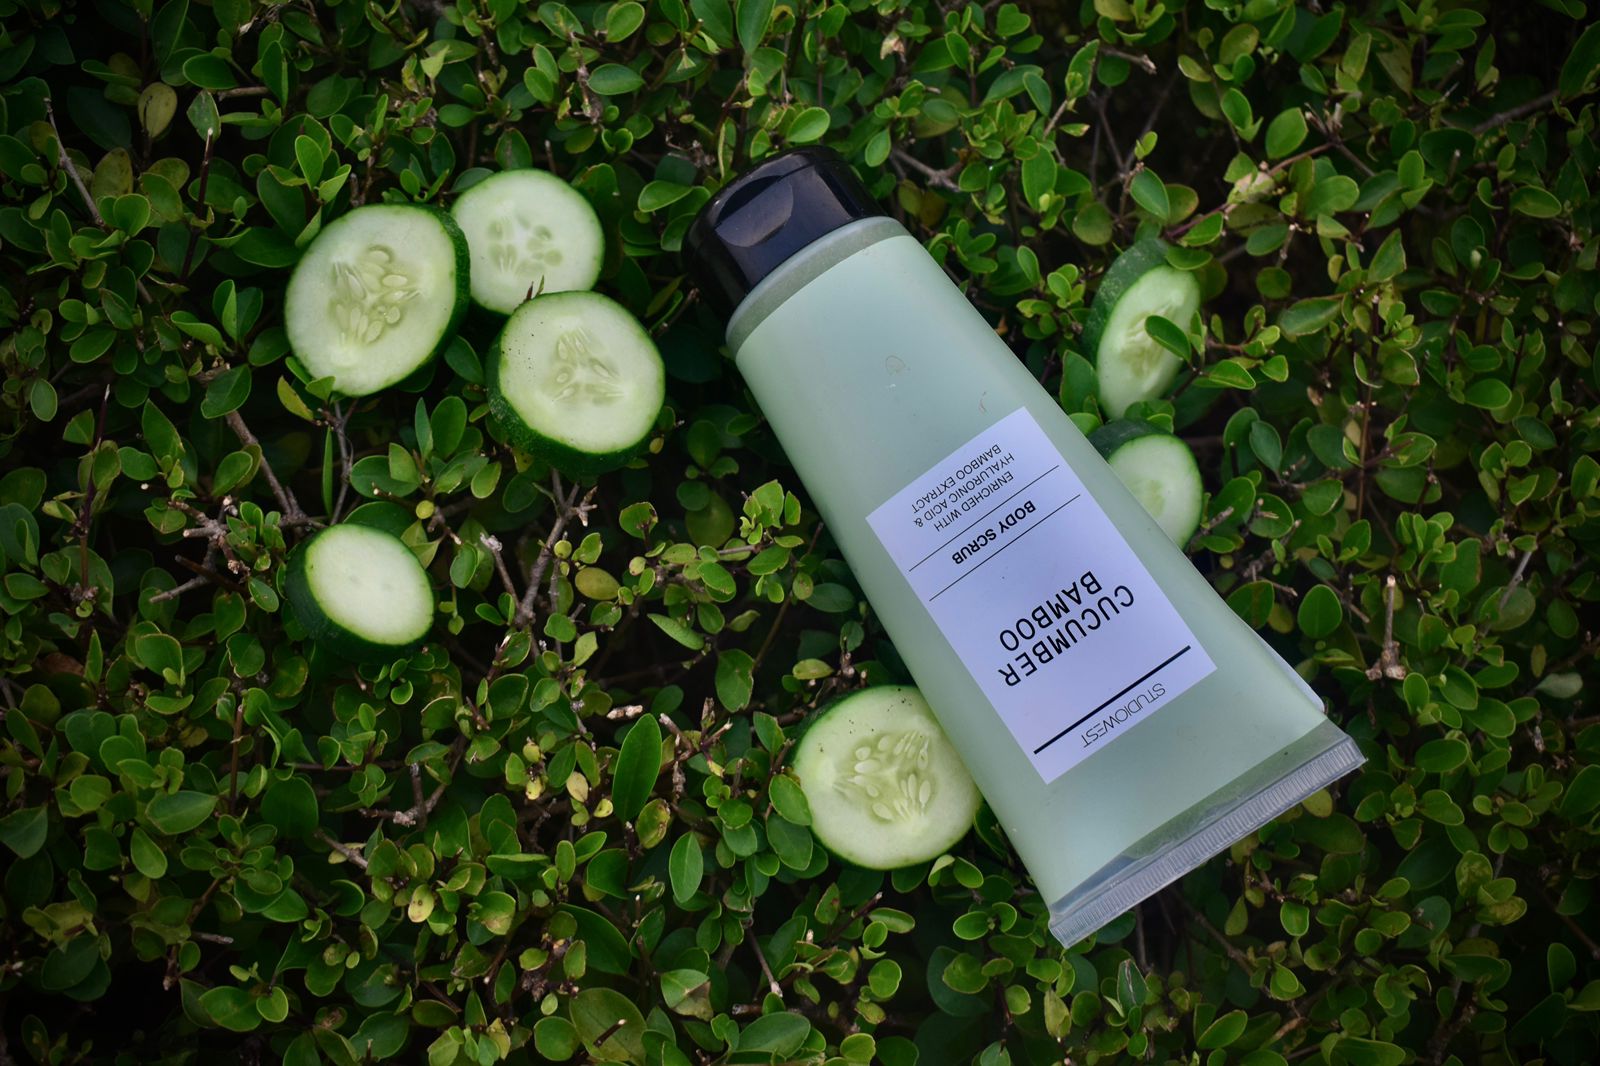 STUDIOWEST
CUCUMBER
BAMBOO
BODY SCRUB
ENRICHED WITH
HYALURONIC ACID &
BAMBOO EXTRACT